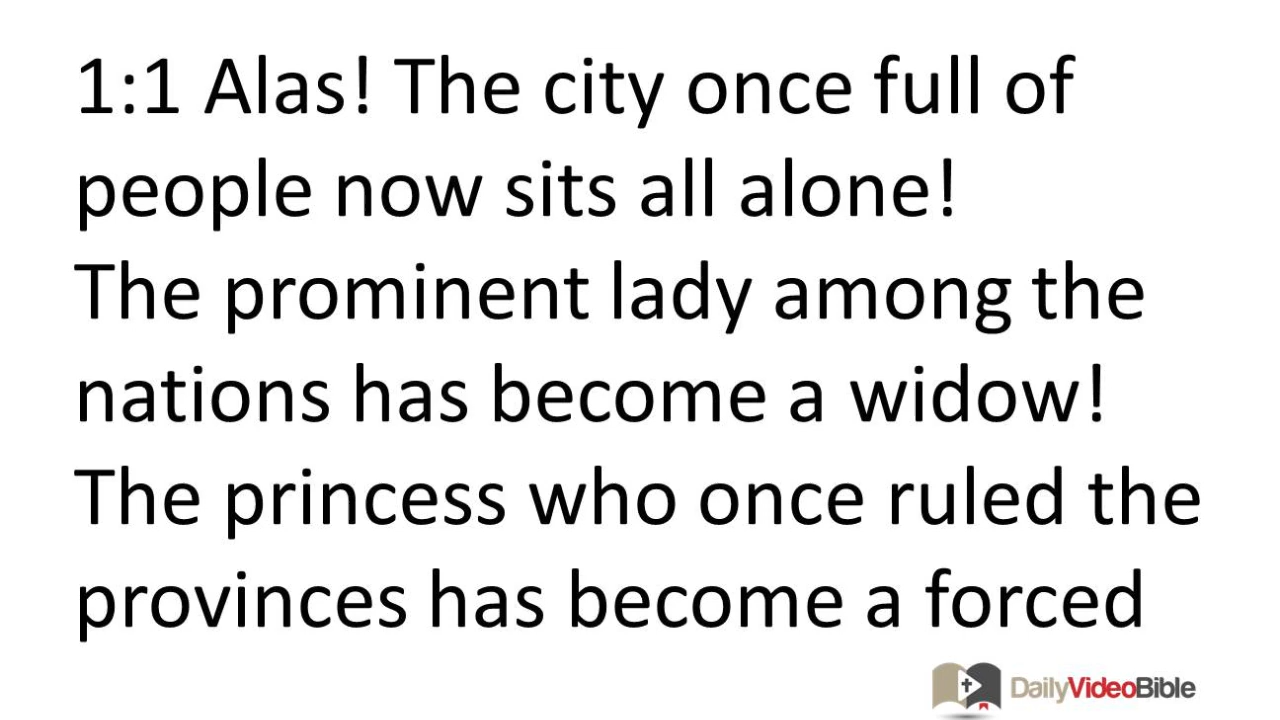 1:1 Alas! The city once full of
people now sits all alone!
The prominent lady among the
nations has become a widow!
The princess who once ruled the
provinces has become a forced
DailyVideoBible